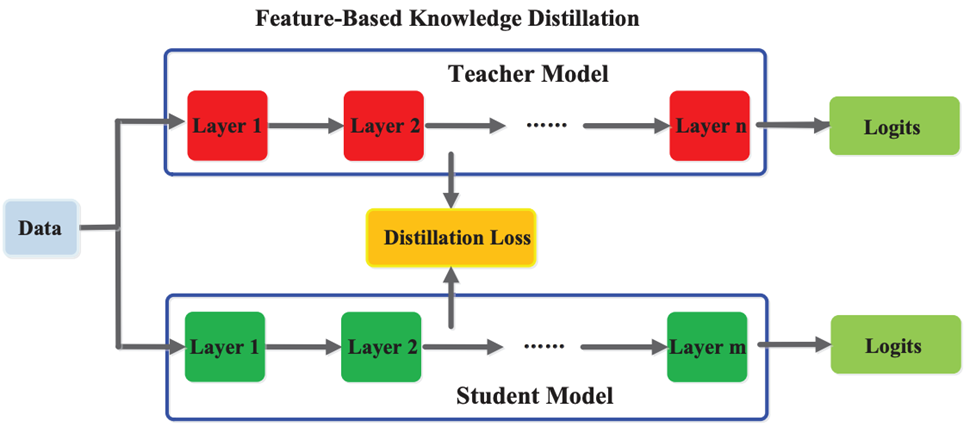 Feature-Based Knowledge Distillation
Teacher Model
Layer 1
Layer 2
······
Layer n
Logits
Data
Distillation Loss
Layer 1
Layer 2
······
Layer m
Logits
Student Model